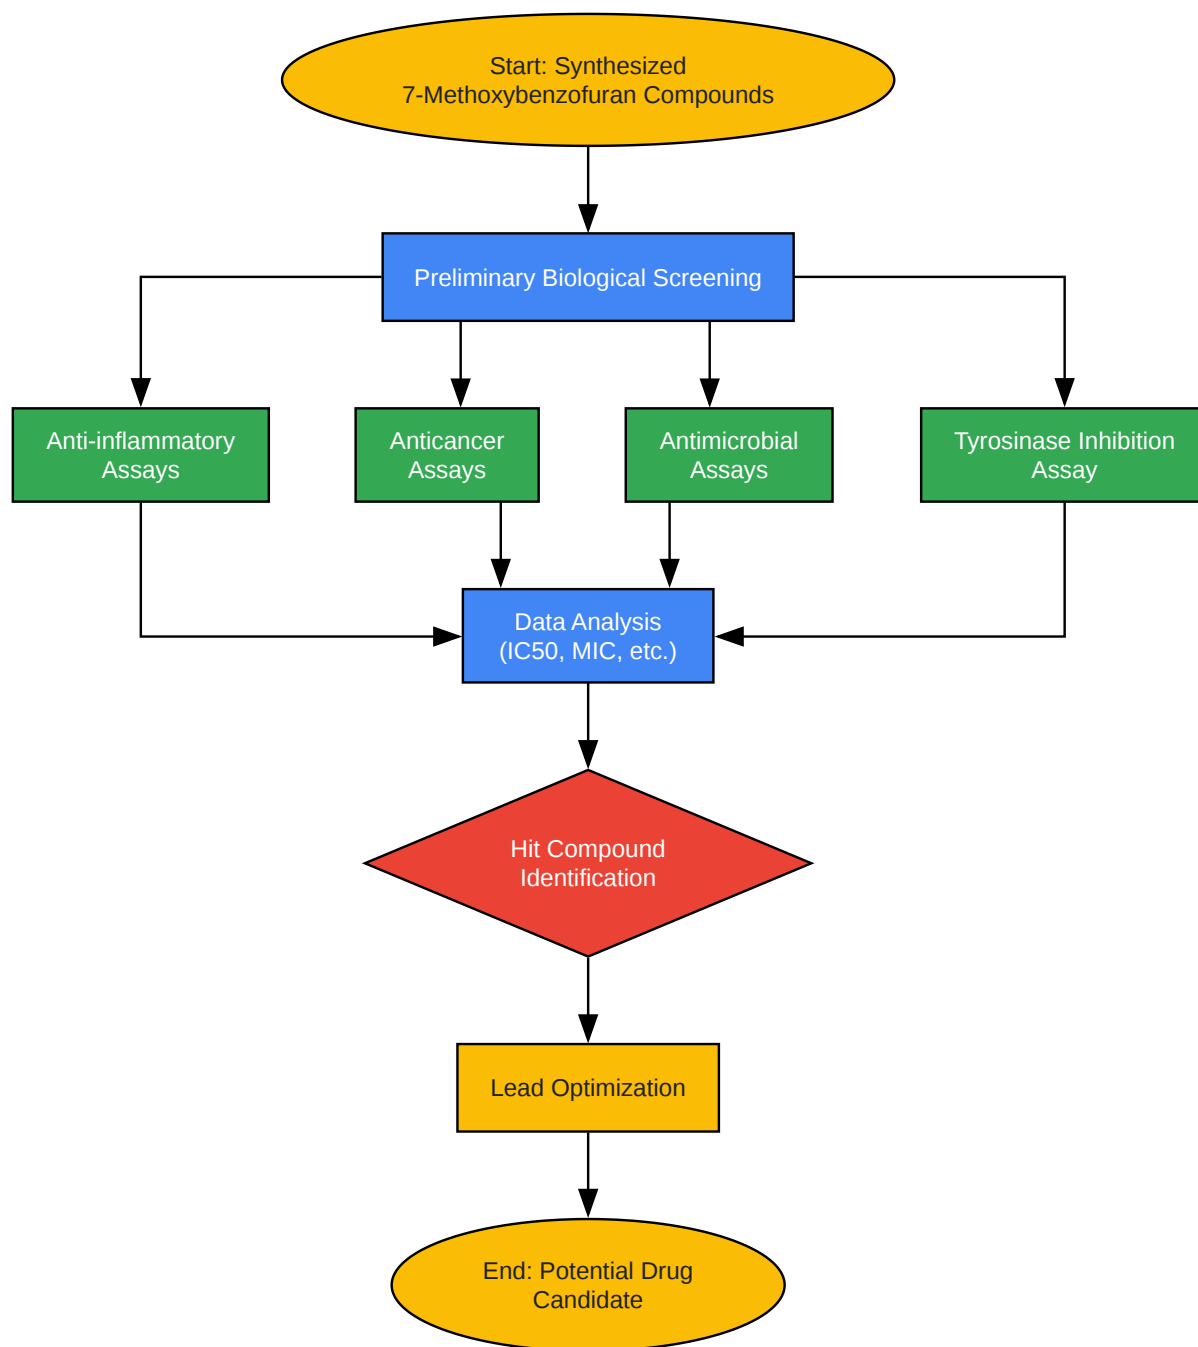 Start: Synthesized
7-Methoxybenzofuran Compounds
Preliminary Biological Screening
Anti-inflammatory
Assays
Anticancer
Assays
Antimicrobial
Assays
Tyrosinase Inhibition
Assay
Data Analysis
(IC50, MIC, etc.)
Hit Compound
Identification
Lead Optimization
End: Potential Drug
Candidate